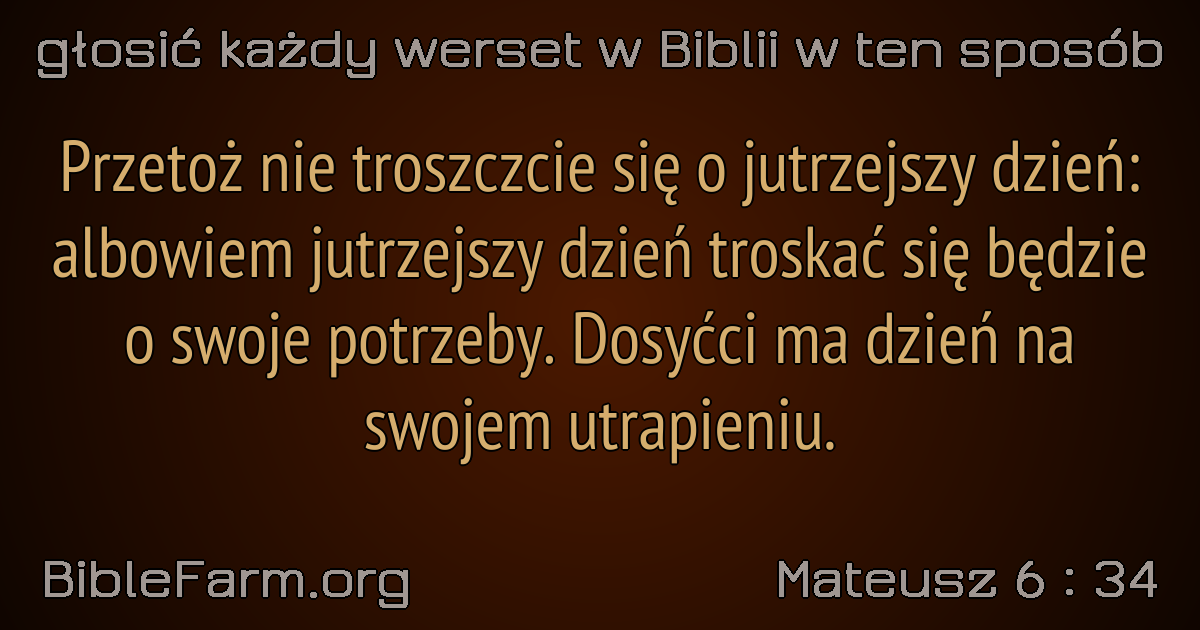 głosić każdy werset w Biblii w ten sposób
Przetoż nie troszczcie się o jutrzejszy dzień:
albowiem jutrzejszy dzień troskać się będzie
o swoje potrzeby. Dosyćci ma dzień na
swojem utrapieniu.
BibleFarm.org
Mateusz 6 : 34